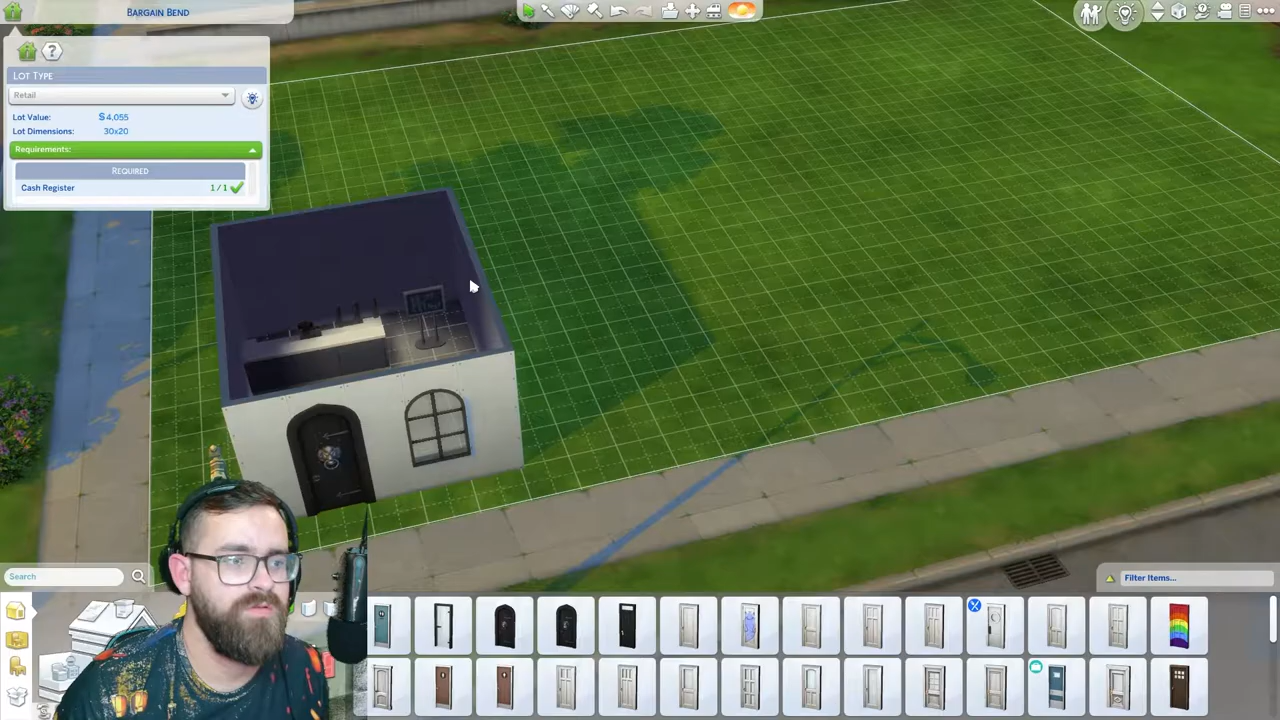 BARGAIN BEND
LOT TYPE
Retail
Lot Value: $4,055
Lot Dimensions: 30x20
Requirements:
REQUIRED
Cash Register 1/1
Search
Filter Items...